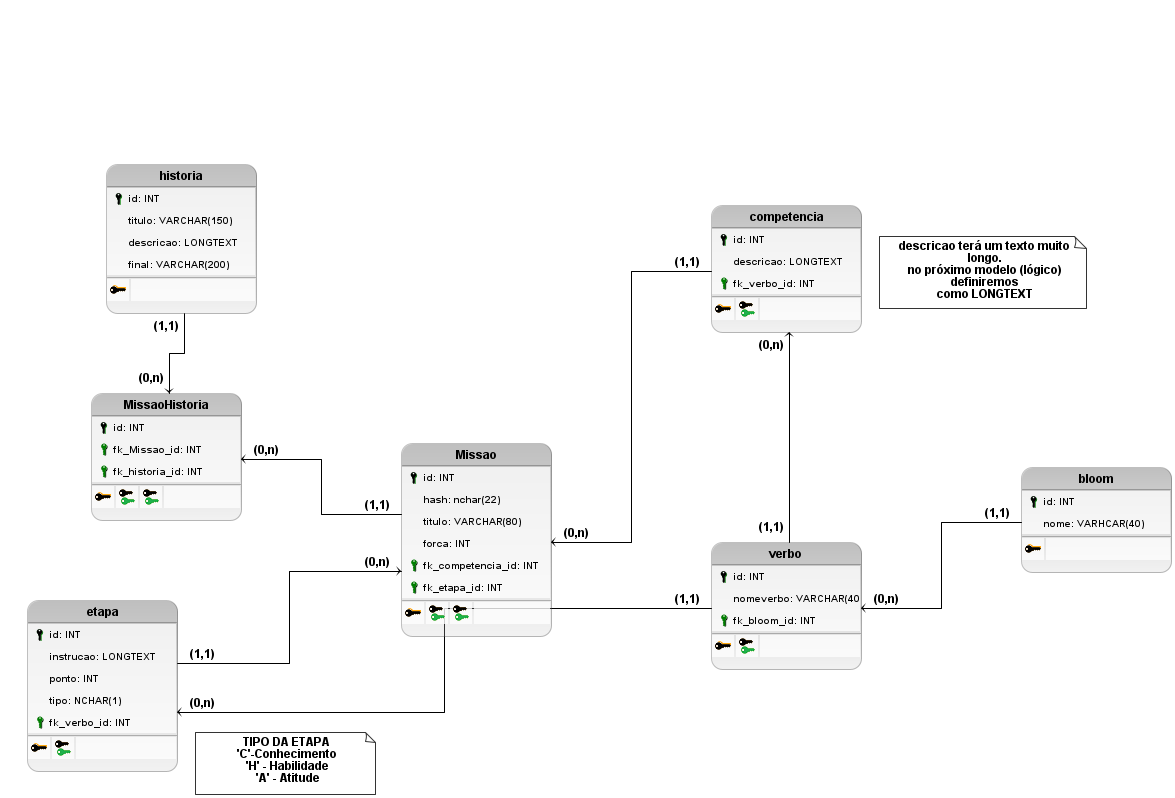 historia
id: INT
titulo: VARCHAR(150)
descricao: LONGTEXT
final: VARCHAR(200)
(1,1)
(0,n)
MissaoHistoria
id: INT
fk_Missao_id: INT
fk_historia_id: INT
(0,n)
(1,1)
Missao
id: INT
hash: nchar(22)
titulo: VARCHAR(80)
forca: INT
fk_competencia_id: INT
fk_etapa_id: INT
(0,n)
(0,n)
etapa
id: INT
instrucao: LONGTEXT
ponto: INT
tipo: NCHAR(1)
fk_verbo_id: INT
(1,1)
(0,n)
TIPO DA ETAPA
'C'-Conhecimento
'H' - Habilidade
'A' - Atitude
competencia
id: INT
descricao: LONGTEXT
fk_verbo_id: INT
(1,1)
(0,n)
descricao terá um texto muito
longo.
no próximo modelo (lógico)
definiremos
como LONGTEXT
(1,1)
verbo
id: INT
nomeverbo: VARCHAR(40
fk_bloom_id: INT
(1,1)
(0,n)
bloom
id: INT
nome: VARHCAR(40)
(1,1)